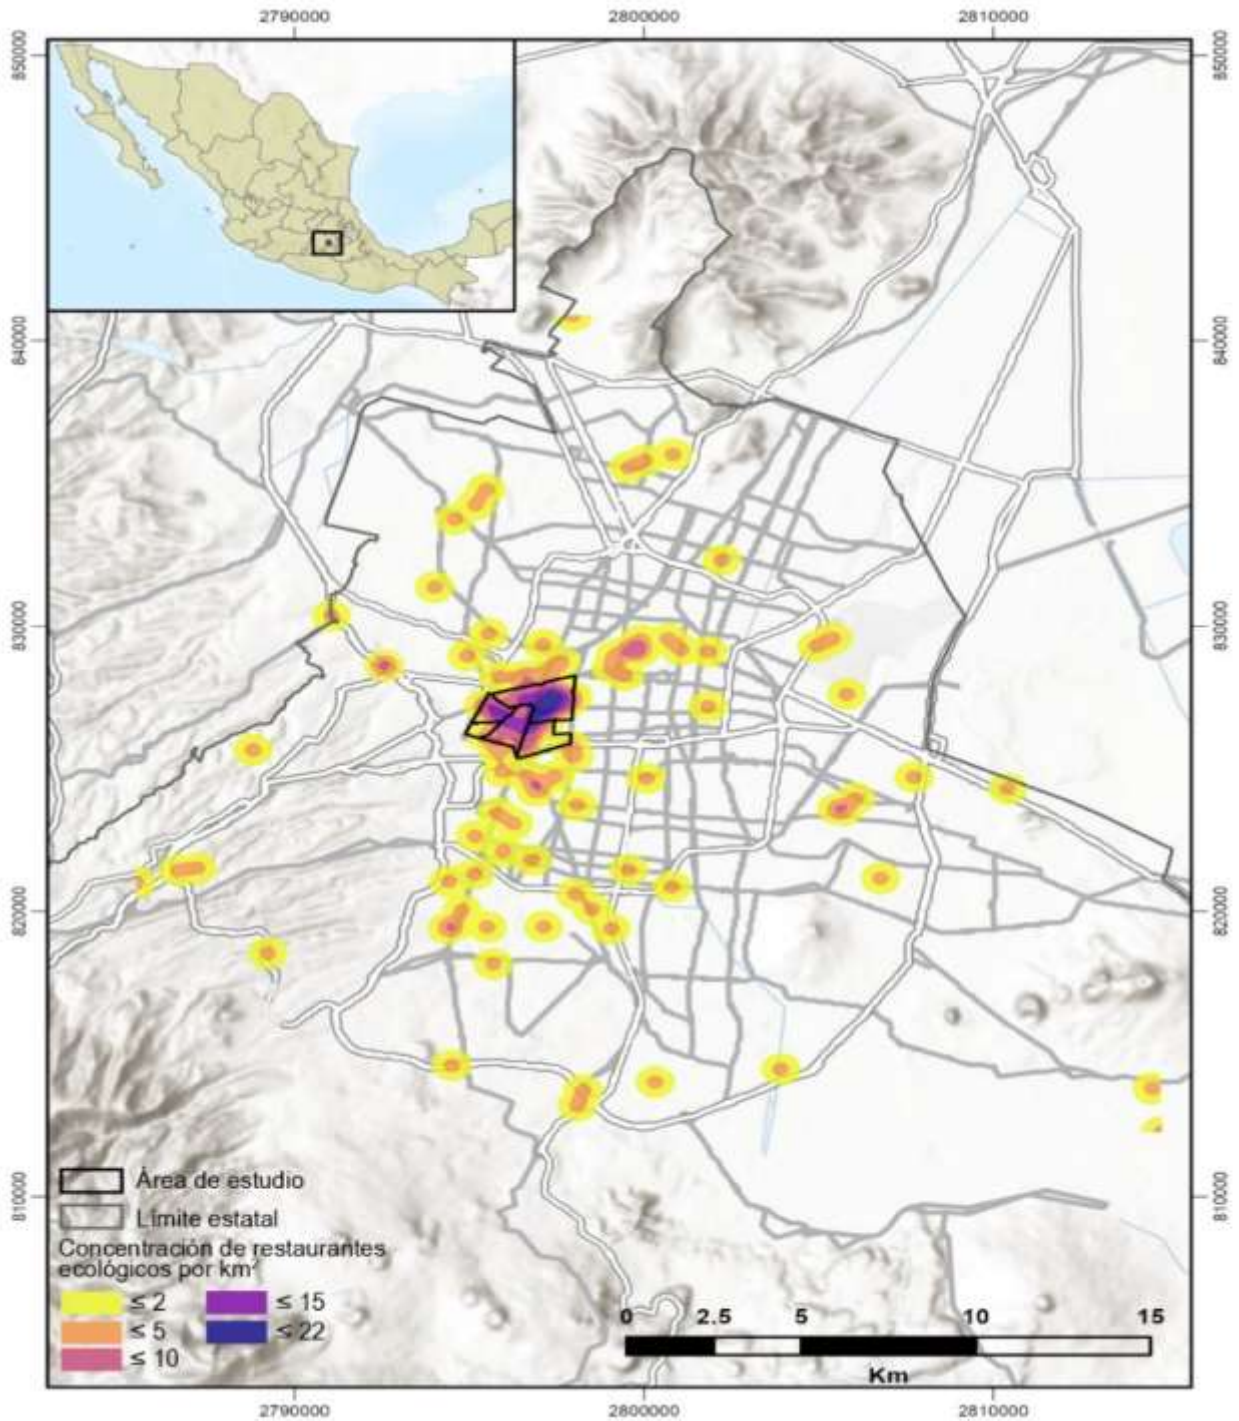 2790000 2800000 2810000
850000 850000
840000 840000
830000 830000
820000 820000
810000 810000
Área de estudio
Límite estatal
Concentración de restaurantes
ecológicos por km²
≤ 2 ≤ 15
≤ 5 ≤ 22
≤ 10
0 2.5 5 10 15
Km
2790000 2800000 2810000